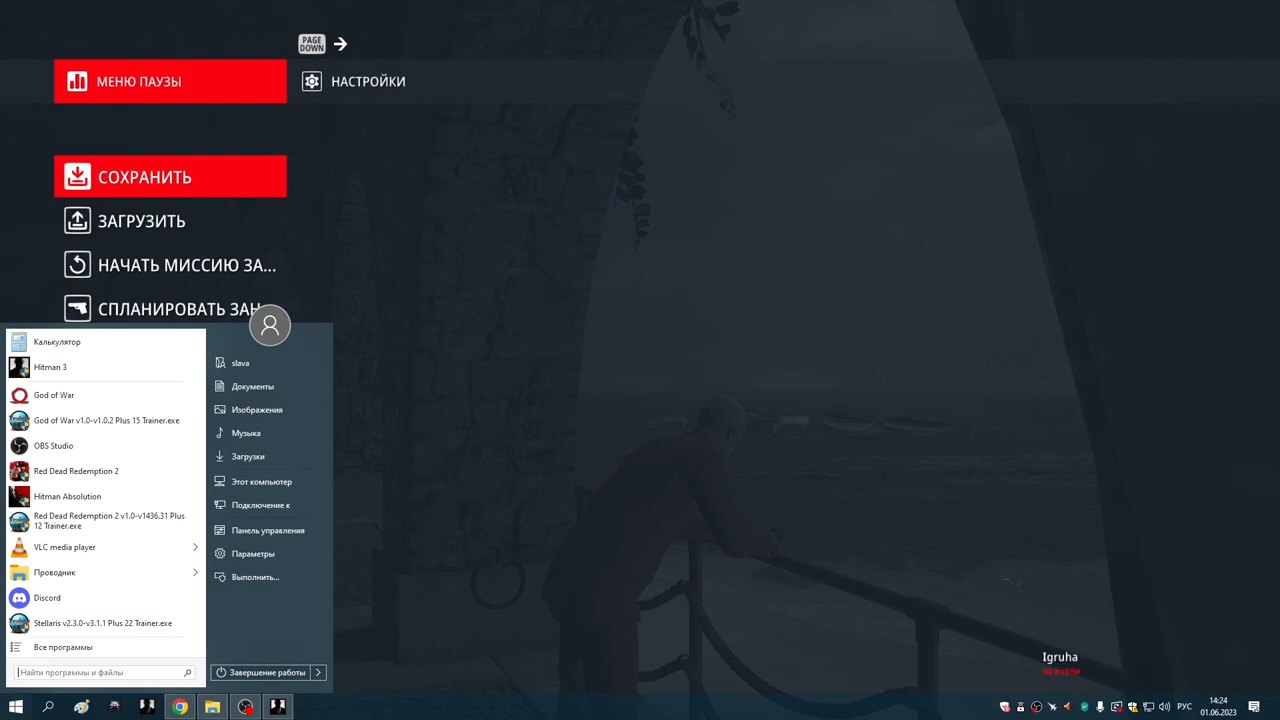 PAGE
DOWN
МЕНЮ ПАУЗЫ
НАСТРОЙКИ
СОХРАНИТЬ
ЗАГРУЗИТЬ
НАЧАТЬ МИССИЮ ЗА...
СПЛАНИРОВАТЬ ЗАН
Калькулятор
Hitman 3
God of War
God of War v1.0-v1.0.2 Plus 15 Trainer.exe
OBS Studio
Red Dead Redemption 2
Hitman Absolution
Red Dead Redemption 2 v1.0-v1436.31 Plus
12 Trainer.exe
VLC media player
Проводник
Discord
Stellaris v2.3.0-v3.1.1 Plus 22 Trainer.exe
Все программы
Найти программы и файлы
slava
Документы
Изображения
Музыка
Загрузки
Этот компьютер
Подключение к
Панель управления
Параметры
Выполнить...
Завершение работы
Igruha
НЕ В СЕТИ
РУС
14:24
01.06.2023